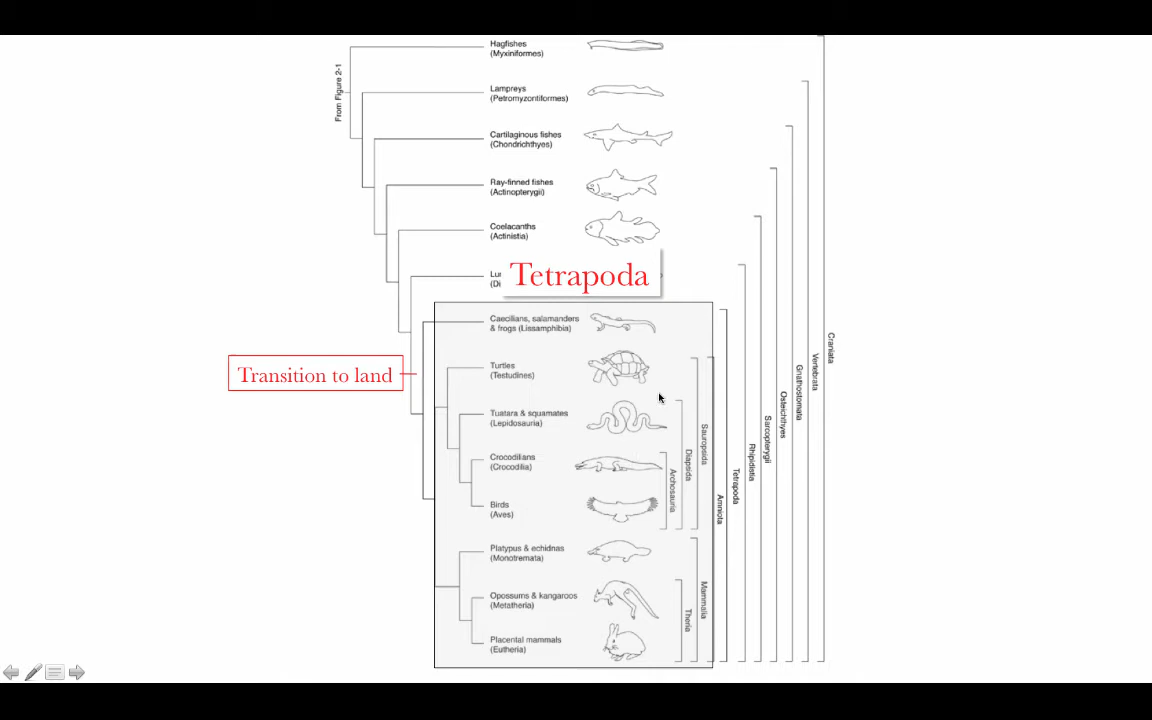 From Figure 2-1
Hagfishes
(Myxiniformes)
Lampreys
(Petromyzontiformes)
Cartilaginous fishes
(Chondrichthyes)
Ray-finned fishes
(Actinopterygii)
Coelacanths
(Actinistia)
Lu
(Di
Tetrapoda
Caecilians, salamanders
& frogs (Lissamphibia)
Transition to land
Turtles
(Testudines)
Tuatara & squamates
(Lepidosauria)
Crocodilians
(Crocodilia)
Birds
(Aves)
Platypus & echidnas
(Monotremata)
Opossums & kangaroos
(Metatheria)
Placental mammals
(Eutheria)
Archosauria
Diapsida
Theria
Sauropsida
Mammalia
Amniota
Tetrapoda
Rhipidistia
Sarcopterygii
Osteichthyes
Gnathostomata
Vertebrata
Craniata